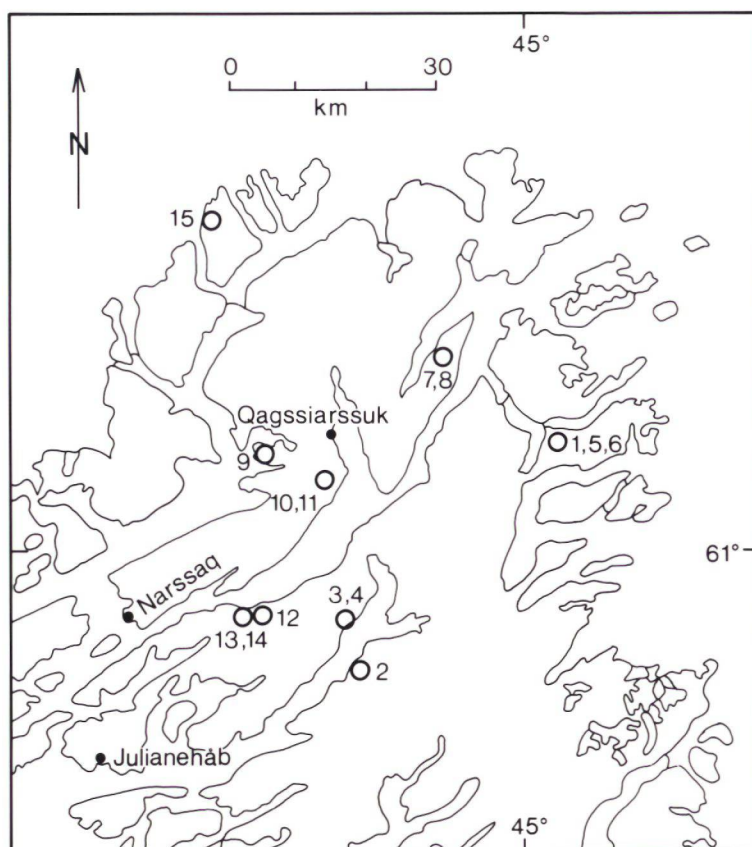 45°
0 30
km
N
15
7,8
Qagssiarssuk
1,5,6
9
10,11
61°
Narssaq
3,4
12
13,14
2
Julianehåb
45°